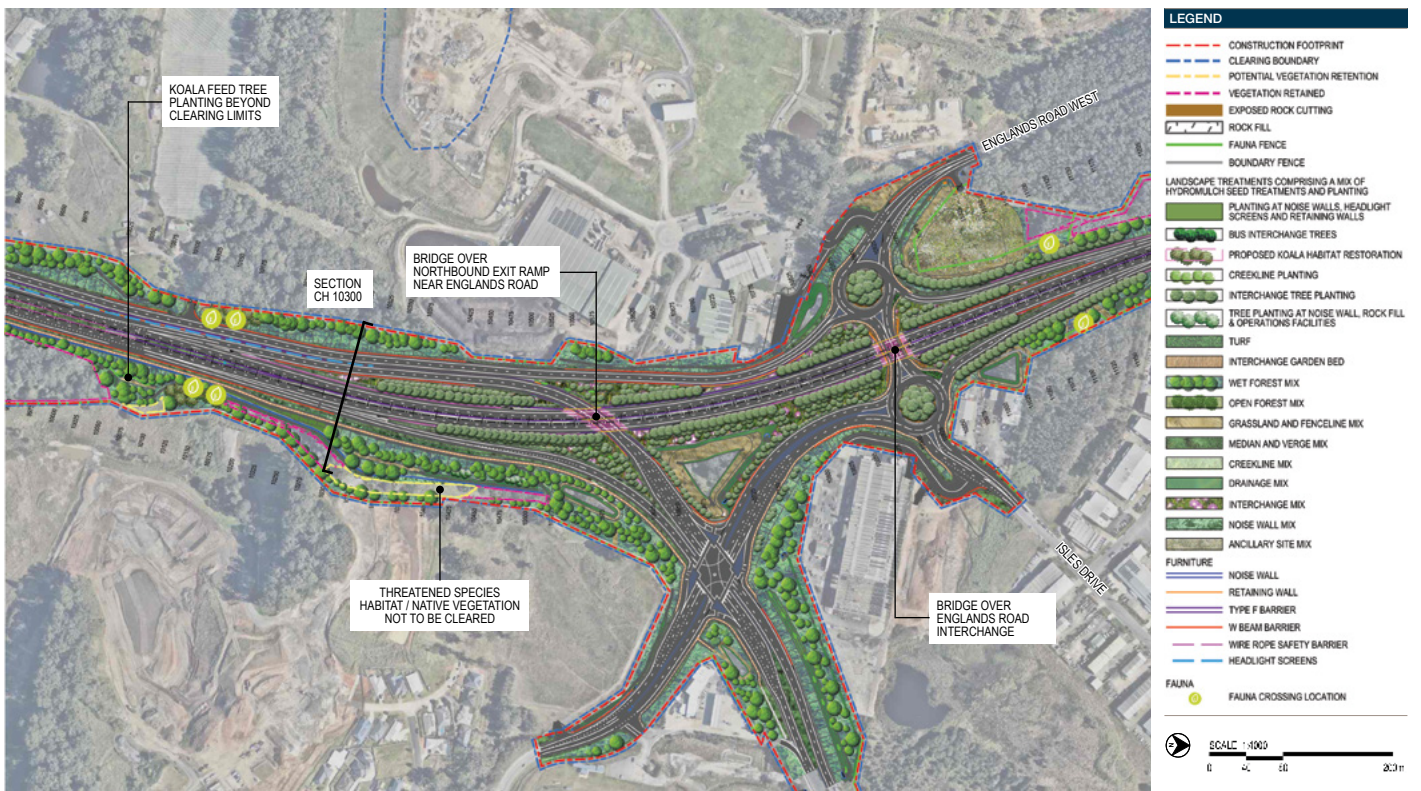 KOALA FEED TREE
PLANTING BEYOND
CLEARING LIMITS
SECTION
CH 10300
BRIDGE OVER
NORTHBOUND EXIT RAMP
NEAR ENGLANDS ROAD
ENGLANDS ROAD WEST
THREATENED SPECIES
HABITAT / NATIVE VEGETATION
NOT TO BE CLEARED
BRIDGE OVER
ENGLANDS ROAD
INTERCHANGE
ISLES DRIVE
LEGEND
CONSTRUCTION FOOTPRINT
CLEARING BOUNDARY
POTENTIAL VEGETATION RETENTION
VEGETATION RETAINED
EXPOSED ROCK CUTTING
ROCK FILL
FAUNA FENCE
BOUNDARY FENCE
LANDSCAPE TREATMENTS COMPRISING A MIX OF
HYDROMULCH SEED TREATMENTS AND PLANTING
PLANTING AT NOISE WALLS, HEADLIGHT
SCREENS AND RETAINING WALLS
BUS INTERCHANGE TREES
PROPOSED KOALA HABITAT RESTORATION
CREEKLINE PLANTING
INTERCHANGE TREE PLANTING
TREE PLANTING AT NOISE WALL, ROCK FILL
& OPERATIONS FACILITIES
TURF
INTERCHANGE GARDEN BED
WET FOREST MIX
OPEN FOREST MIX
GRASSLAND AND FENCELINE MIX
MEDIAN AND VERGE MIX
CREEKLINE MIX
DRAINAGE MIX
INTERCHANGE MIX
NOISE WALL MIX
ANCILLARY SITE MIX
FURNITURE
NOISE WALL
RETAINING WALL
TYPE F BARRIER
W BEAM BARRIER
WIRE ROPE SAFETY BARRIER
HEADLIGHT SCREENS
FAUNA
FAUNA CROSSING LOCATION
SCALE 1:4000
0